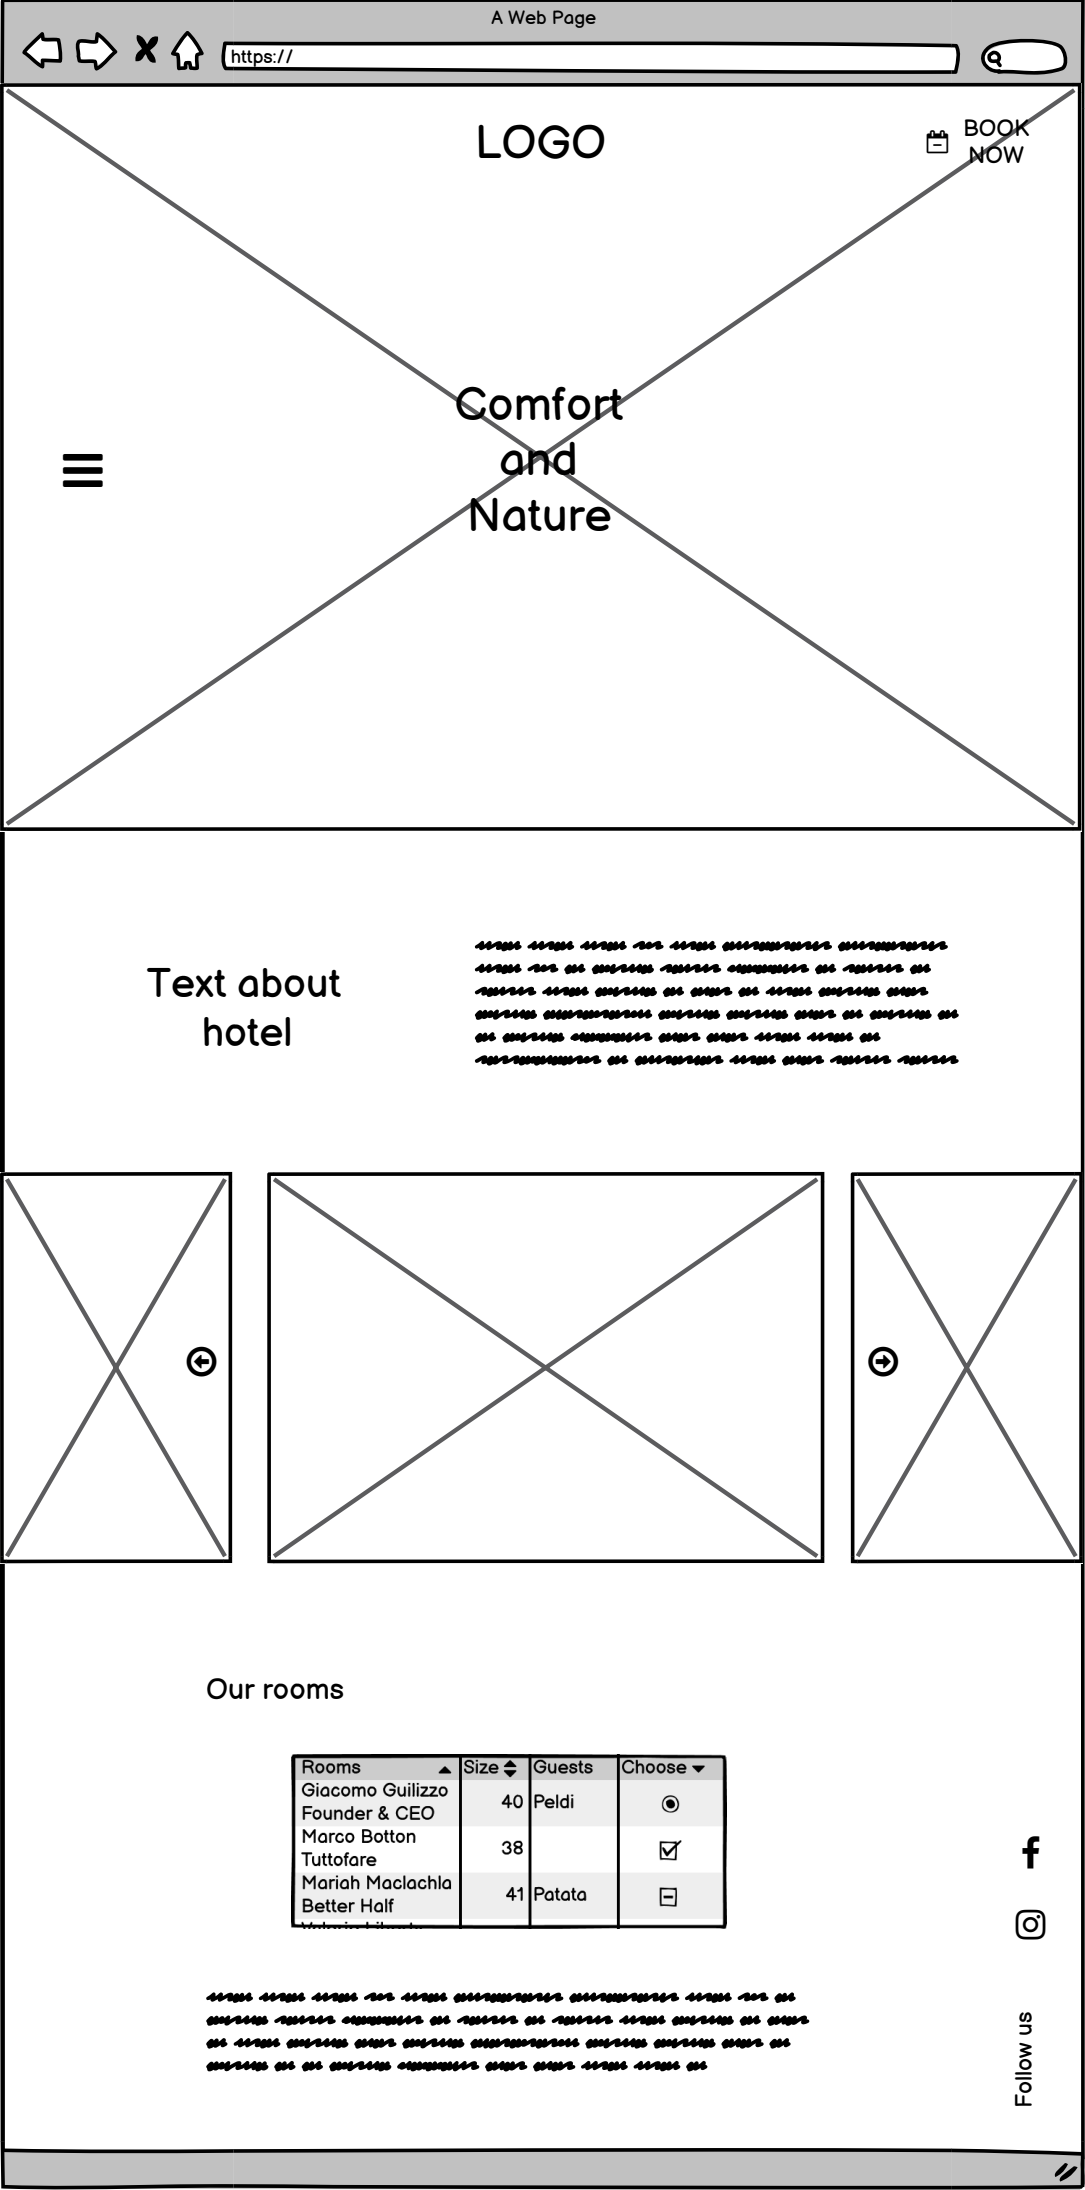 A Web Page
https://
LOGO
BOOK
NOW
Comfort
and
Nature
Text about
hotel
Our rooms
Rooms Size Guests Choose
Giacomo Guilizzo
Founder & CEO
40 Peldi
Marco Botton
Tuttofare
38
Mariah Maclachla
Better Half
41 Patata
Follow us